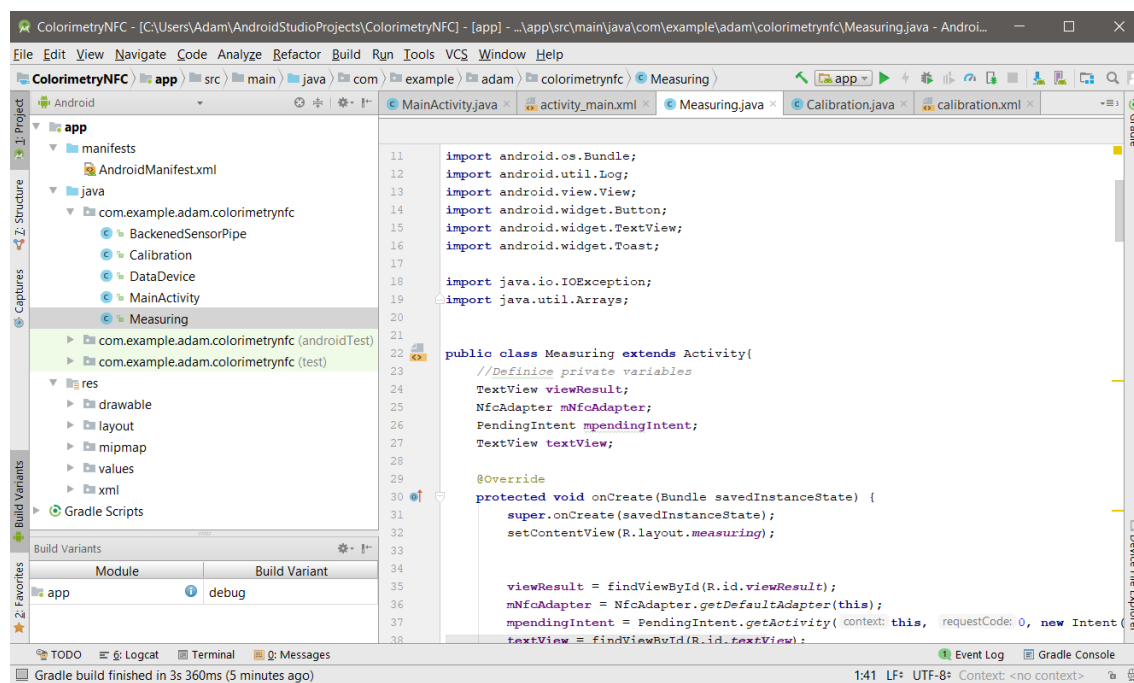 ColorimetryNFC - [C:\Users\Adam\AndroidStudioProjects\ColorimetryNFC] - [app] - ...\app\src\main\java\com\example\adam\colorimetrynfc\Measuring.java - Androi...
File Edit View Navigate Code Analyze Refactor Build Run Tools VCS Window Help
ColorimetryNFC app src main java com example adam colorimetrynfc Measuring app
1: Project
Z: Structure
Captures
Build Variants
2: Favorites
Android
MainActivity.java activity_main.xml Measuring.java Calibration.java calibration.xml
app
manifests
AndroidManifest.xml
java
com.example.adam.colorimetrynfc
BackenedSensorPipe
Calibration
DataDevice
MainActivity
Measuring
com.example.adam.colorimetrynfc (androidTest)
com.example.adam.colorimetrynfc (test)
res
drawable
layout
mipmap
values
xml
Gradle Scripts
Build Variants
Module Build Variant
app debug
11 import android.os.Bundle;
12 import android.util.Log;
13 import android.view.View;
14 import android.widget.Button;
15 import android.widget.TextView;
16 import android.widget.Toast;
17
18 import java.io.IOException;
19 import java.util.Arrays;
20
21
22 public class Measuring extends Activity{
23 //Definice private variables
24 TextView viewResult;
25 NfcAdapter mNfcAdapter;
26 PendingIntent mpendingIntent;
27 TextView textView;
28
29 @Override
30 protected void onCreate(Bundle savedInstanceState) {
31 super.onCreate(savedInstanceState);
32 setContentView(R.layout.measuring);
33
34
35 viewResult = findViewById(R.id.viewResult);
36 mNfcAdapter = NfcAdapter.getDefaultAdapter(this);
37 mpendingIntent = PendingIntent.getActivity( context: this, requestCode: 0, new Intent(
38 textView = findViewById(R.id.textView);
Gradle
Device File Explorer
TODO 6: Logcat Terminal 0: Messages 1 Event Log Gradle Console
Gradle build finished in 3s 360ms (5 minutes ago) 1:41 LF UTF-8 Context: <no context>